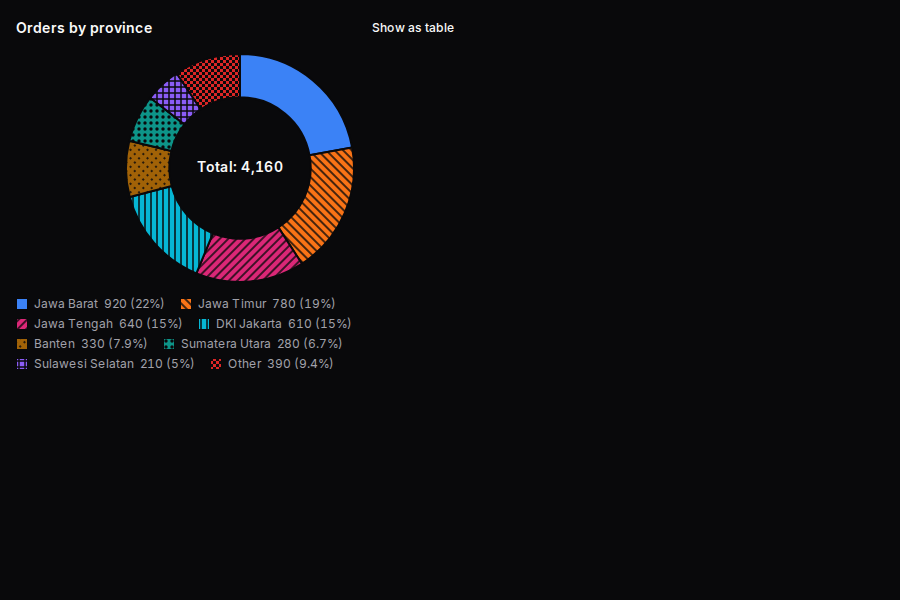 Orders by province
Show as table
Total: 4,160
Jawa Barat 920 (22%) Jawa Timur 780 (19%)
Jawa Tengah 640 (15%) DKI Jakarta 610 (15%)
Banten 330 (7.9%) Sumatera Utara 280 (6.7%)
Sulawesi Selatan 210 (5%) Other 390 (9.4%)